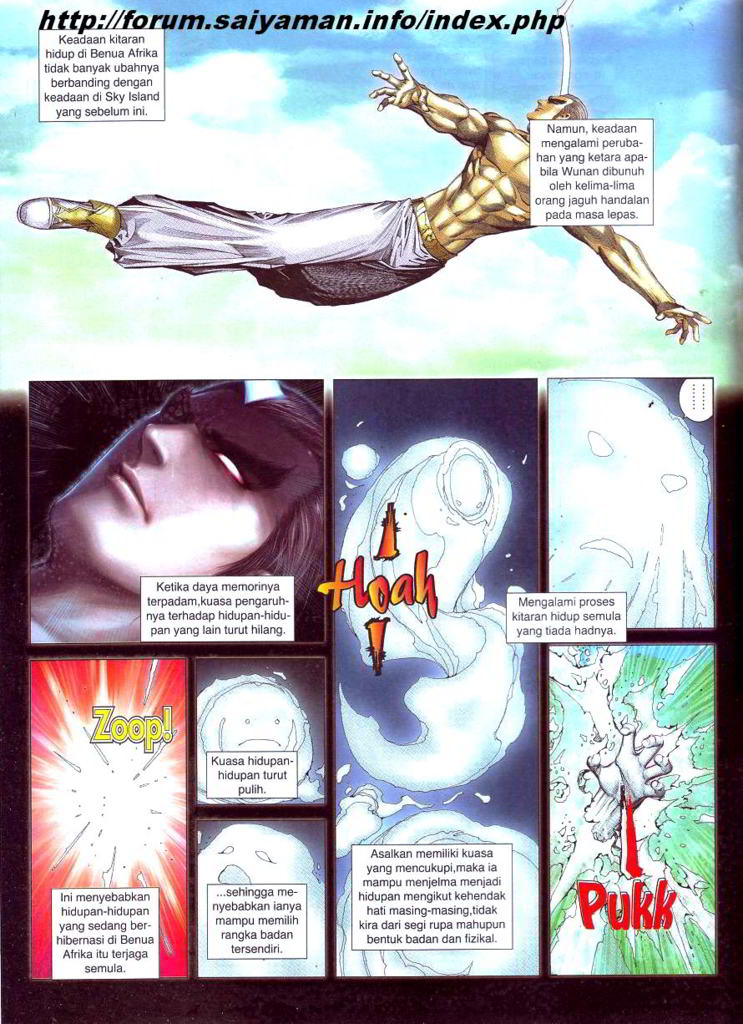 http://forum.saiyaman.info/index.php
Keadaan kitaran
hidup di Benua Afrika
tidak banyak ubahnya
berbanding dengan
keadaan di Sky Island
yang sebelum ini.
Namun, keadaan
mengalami peruba-
han yang ketara apa-
bila Wunan dibunuh
oleh kelima-lima
orang jaguh handalan
pada masa lepas.
Ketika daya memorinya
terpadam,kuasa pengaruh-
nya terhadap hidupan-hidu-
pan yang lain turut hilang.
Hoah
!!!
Mengalami proses
kitaran hidup semula
yang tiada hadnya.
Zoop!
Ini menyebabkan
hidupan-hidupan
yang sedang ber-
hibernasi di Benua
Afrika itu terjaga
semula.
Kuasa hidupan-
hidupan turut
pulih.
...sehingga me-
nyebabkan ianya
mampu memilih
rangka badan
tersendiri.
Asalkan memiliki kuasa
yang mencukupi,maka ia
mampu menjelma menjadi
hidupan mengikut kehendak
hati masing-masing,tidak
kira dari segi rupa mahupun
bentuk badan dan fizikal.
Pukk